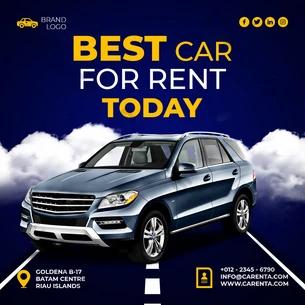 BRAND
LOGO
BEST CAR
FOR RENT
TODAY
GOLDENA B-17
BATAM CENTRE
RIAU ISLANDS
+012 - 2345 - 6790
INFO@CARENTA.COM
WWW.CARENTA.COM